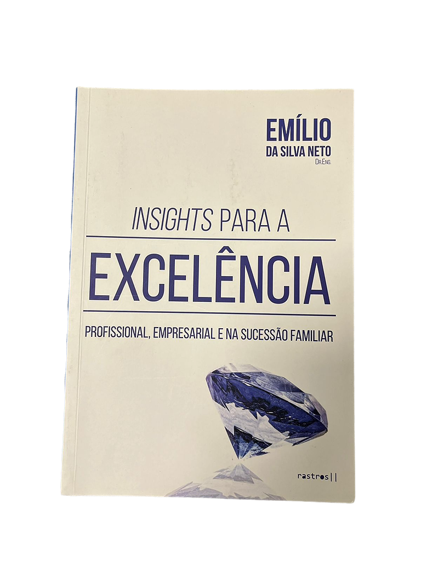 EMÍLIO
DA SILVA NETO
DR.ENG.
INSIGHTS PARA A
EXCELÊNCIA
PROFISSIONAL, EMPRESARIAL E NA SUCESSÃO FAMILIAR
rastros||